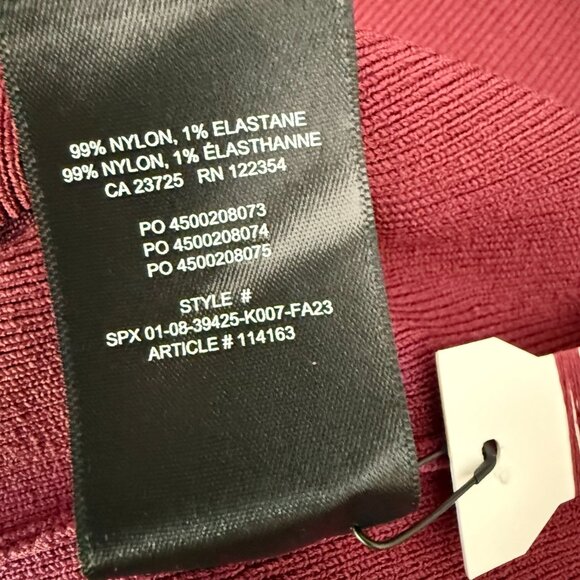 99% NYLON, 1% ELASTANE
99% NYLON, 1% ÉLASTHANNE
CA 23725 RN 122354
PO 4500208073
PO 4500208074
PO 4500208075
STYLE #
SPX 01-08-39425-K007-FA23
ARTICLE # 114163